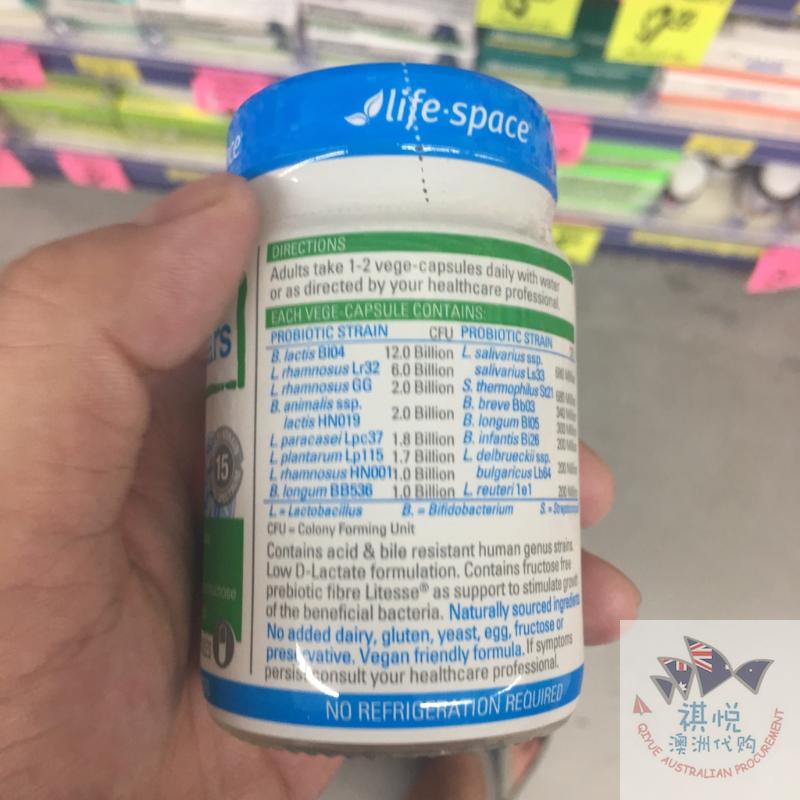 life·space
e
DIRECTIONS
Adults take 1-2 vege-capsules daily with water
or as directed by your healthcare professional.
EACH VEGE-CAPSULE CONTAINS:
PROBIOTIC STRAIN CFU PROBIOTIC STRAIN
B. lactis Bl04 12.0 Billion L. salivarius ssp.
L. rhamnosus Lr32 6.0 Billion salivarius Ls33
L. rhamnosus GG 2.0 Billion S. thermophilus St21
B. animalis ssp. B. breve Bb03
lactis HN019 2.0 Billion B. longum Bl05
L. paracasei Lpc37 1.8 Billion B. infantis Bi26
L. plantarum Lp115 1.7 Billion L. delbrueckii ssp.
L. rhamnosus HN001 1.0 Billion bulgaricus Lb64
B. longum BB536 1.0 Billion L. reuteri 1e1
L. = Lactobacillus B. = Bifidobacterium S. =
CFU = Colony Forming Unit
Contains acid & bile resistant human genus strains.
Low D-Lactate formulation. Contains fructose free
prebiotic fibre Litesse® as support to stimulate growth
of the beneficial bacteria. Naturally sourced ingredients.
No added dairy, gluten, yeast, egg, fructose or
preservative. Vegan friendly formula. If symptoms
persist consult your healthcare professional.
NO REFRIGERATION REQUIRED
ars
15
祺悦
澳洲代购
QIYUE AUSTRALIAN PROCUREMENT